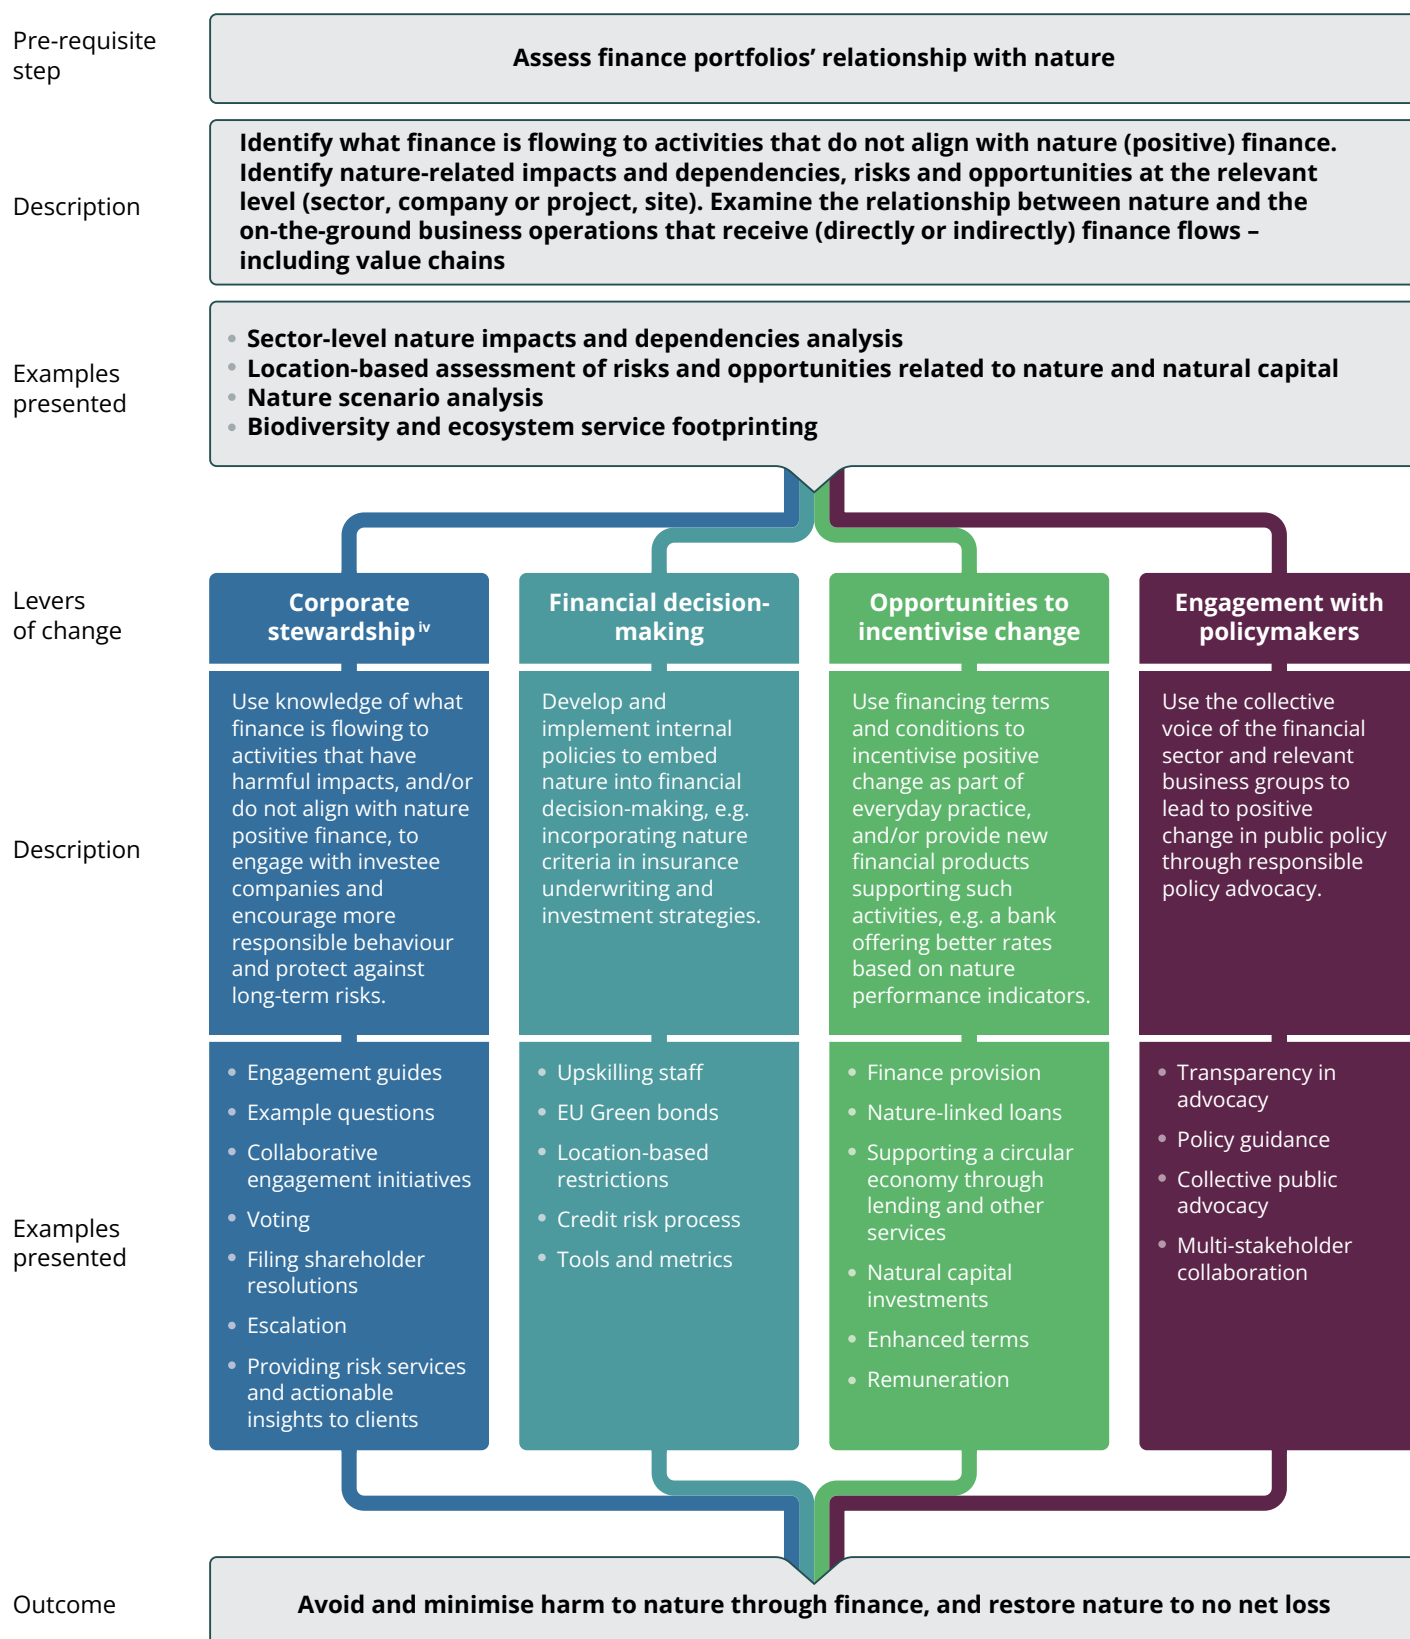 Pre-requisite
step
Assess finance portfolios’ relationship with nature
Description
Identify what finance is flowing to activities that do not align with nature (positive) finance.
Identify nature-related impacts and dependencies, risks and opportunities at the relevant
level (sector, company or project, site). Examine the relationship between nature and the
on-the-ground business operations that receive (directly or indirectly) finance flows –
including value chains
Examples
presented
• Sector-level nature impacts and dependencies analysis
• Location-based assessment of risks and opportunities related to nature and natural capital
• Nature scenario analysis
• Biodiversity and ecosystem service footprinting
Levers
of change
Corporate
stewardship iv
Financial decision-
making
Opportunities to
incentivise change
Engagement with
policymakers
Description
Use knowledge of what
finance is flowing to
activities that have
harmful impacts, and/or
do not align with nature
positive finance, to
engage with investee
companies and
encourage more
responsible behaviour
and protect against
long-term risks.
Develop and
implement internal
policies to embed
nature into financial
decision-making, e.g.
incorporating nature
criteria in insurance
underwriting and
investment strategies.
Use financing terms
and conditions to
incentivise positive
change as part of
everyday practice,
and/or provide new
financial products
supporting such
activities, e.g. a bank
offering better rates
based on nature
performance indicators.
Use the collective
voice of the financial
sector and relevant
business groups to
lead to positive
change in public policy
through responsible
policy advocacy.
Examples
presented
• Engagement guides
• Example questions
• Collaborative
engagement initiatives
• Voting
• Filing shareholder
resolutions
• Escalation
• Providing risk services
and actionable
insights to clients
• Upskilling staff
• EU Green bonds
• Location-based
restrictions
• Credit risk process
• Tools and metrics
• Finance provision
• Nature-linked loans
• Supporting a circular
economy through
lending and other
services
• Natural capital
investments
• Enhanced terms
• Remuneration
• Transparency in
advocacy
• Policy guidance
• Collective public
advocacy
• Multi-stakeholder
collaboration
Outcome
Avoid and minimise harm to nature through finance, and restore nature to no net loss